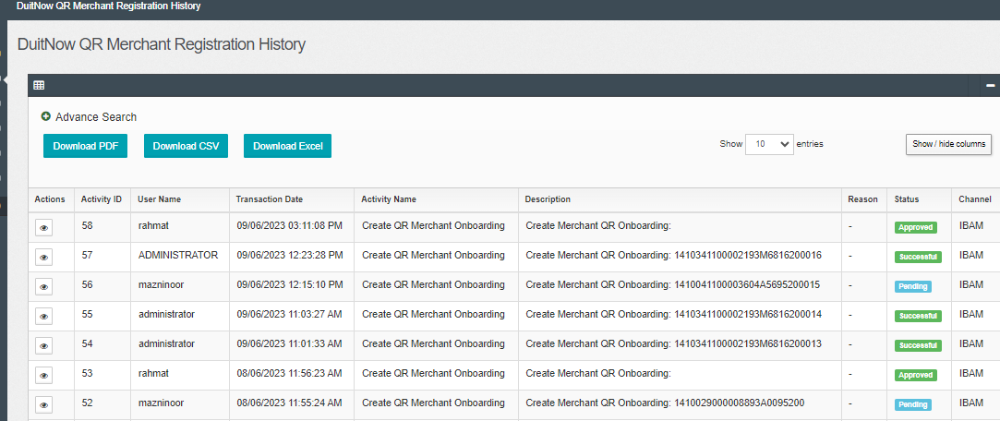 DuitNow QR Merchant Registration History
DuitNow QR Merchant Registration History
Advance Search
Download PDF Download CSV Download Excel Show 10 entries Show / hide columns
Actions Activity ID User Name Transaction Date Activity Name Description Reason Status Channel
58 rahmat 09/06/2023 03:11:08 PM Create QR Merchant Onboarding Create Merchant QR Onboarding: - Approved IBAM
57 ADMINISTRATOR 09/06/2023 12:23:28 PM Create QR Merchant Onboarding Create Merchant QR Onboarding: 1410341100002193M6816200016 - Successful IBAM
56 mazninoor 09/06/2023 12:15:10 PM Create QR Merchant Onboarding Create Merchant QR Onboarding: 1410041100003604A5695200015 - Pending IBAM
55 administrator 09/06/2023 11:03:27 AM Create QR Merchant Onboarding Create Merchant QR Onboarding: 1410341100002193M6816200014 - Successful IBAM
54 administrator 09/06/2023 11:01:33 AM Create QR Merchant Onboarding Create Merchant QR Onboarding: 1410341100002193M6816200013 - Successful IBAM
53 rahmat 08/06/2023 11:56:23 AM Create QR Merchant Onboarding Create Merchant QR Onboarding: - Approved IBAM
52 mazninoor 08/06/2023 11:55:24 AM Create QR Merchant Onboarding Create Merchant QR Onboarding: 1410029000008893A0095200 - Pending IBAM